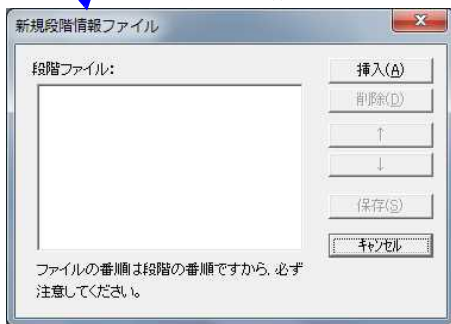 新規段階情報ファイル
段階ファイル:
挿入(A)
削除(D)
↑
↓
保存(S)
キャンセル
ファイルの番順は段階の番順ですから, 必ず
注意してください。